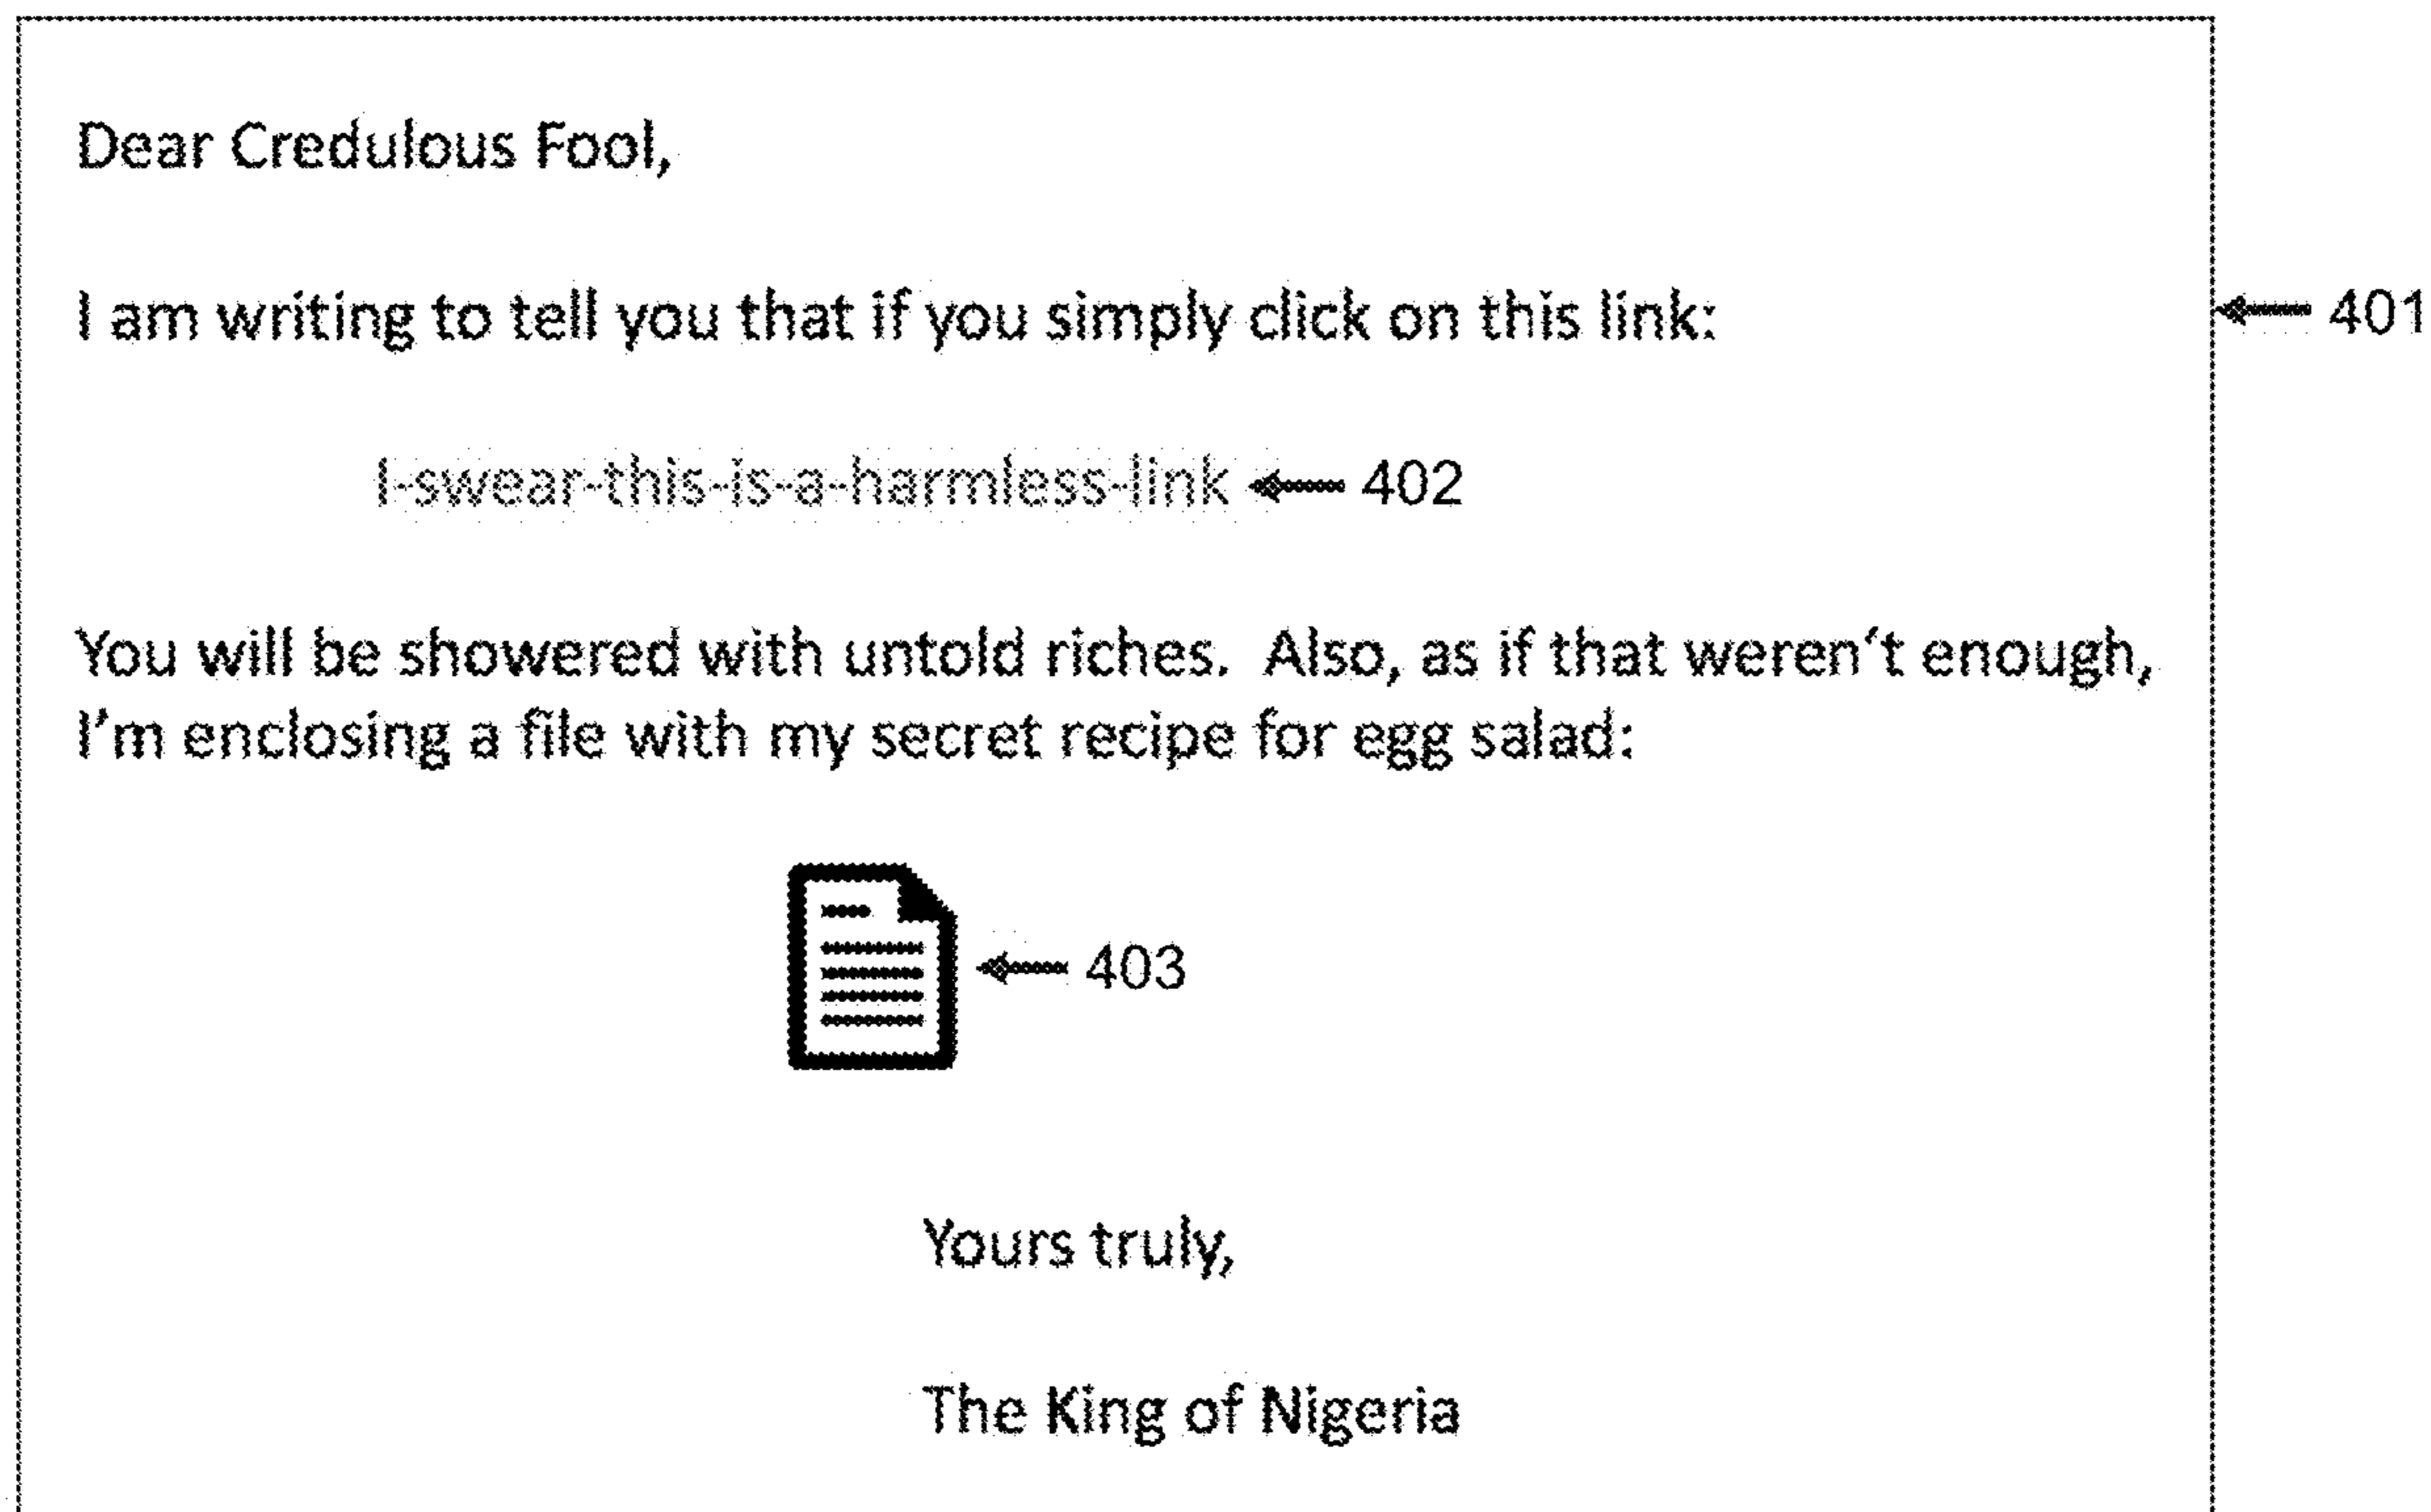 Dear Credulous Fool,
I am writing to tell you that if you simply click on this link:
401
I-swear-this-is-a-harmless-link
402
You will be showered with untold riches.  Also, as if that weren‘t enough,
I’m enclosing a file with my secret recipe for egg salad:
403
Yours truly,
The King of Nigeria